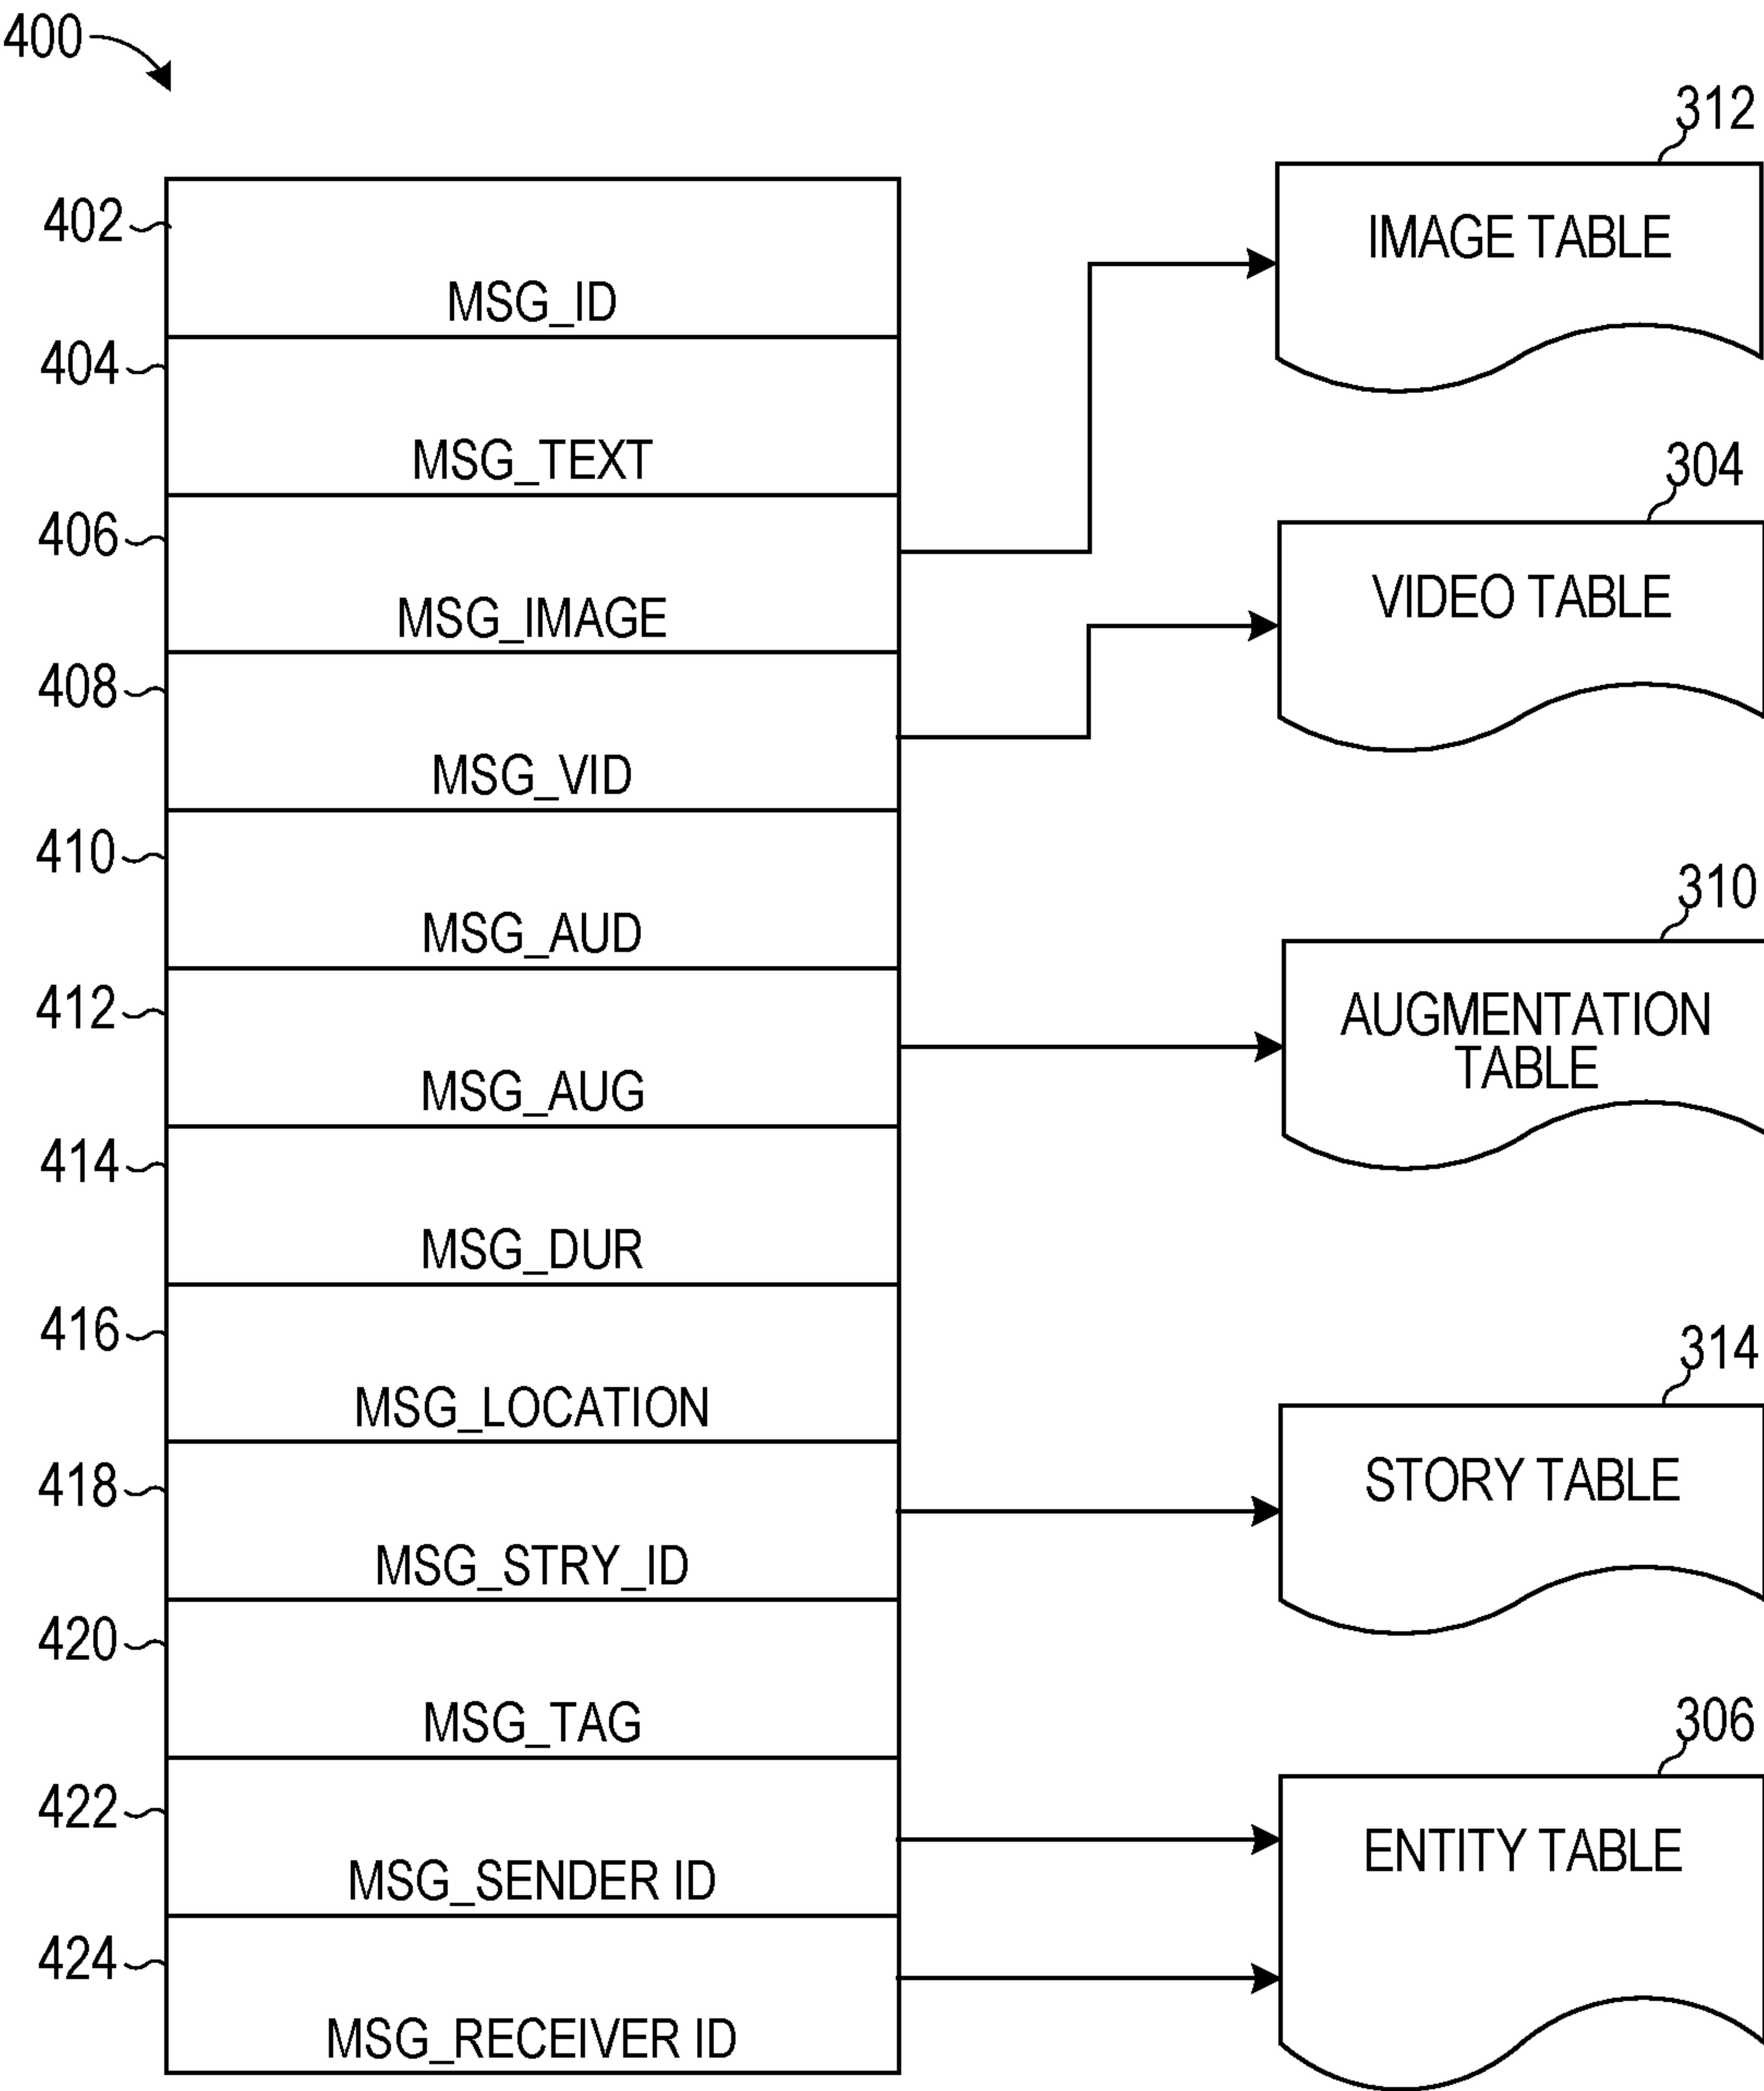 400
402
MSG_ID
404
MSG_TEXT
406
MSG_IMAGE
408
MSG_VID
410
MSG_AUD
412
MSG_AUG
414
MSG_DUR
416
MSG_LOCATION
418
MSG_STRY_ID
420
MSG_TAG
422
MSG_SENDER ID
424
MSG_RECEIVER ID
312
IMAGE TABLE
304
VIDEO TABLE
310
AUGMENTATION
TABLE
314
STORY TABLE
306
ENTITY TABLE